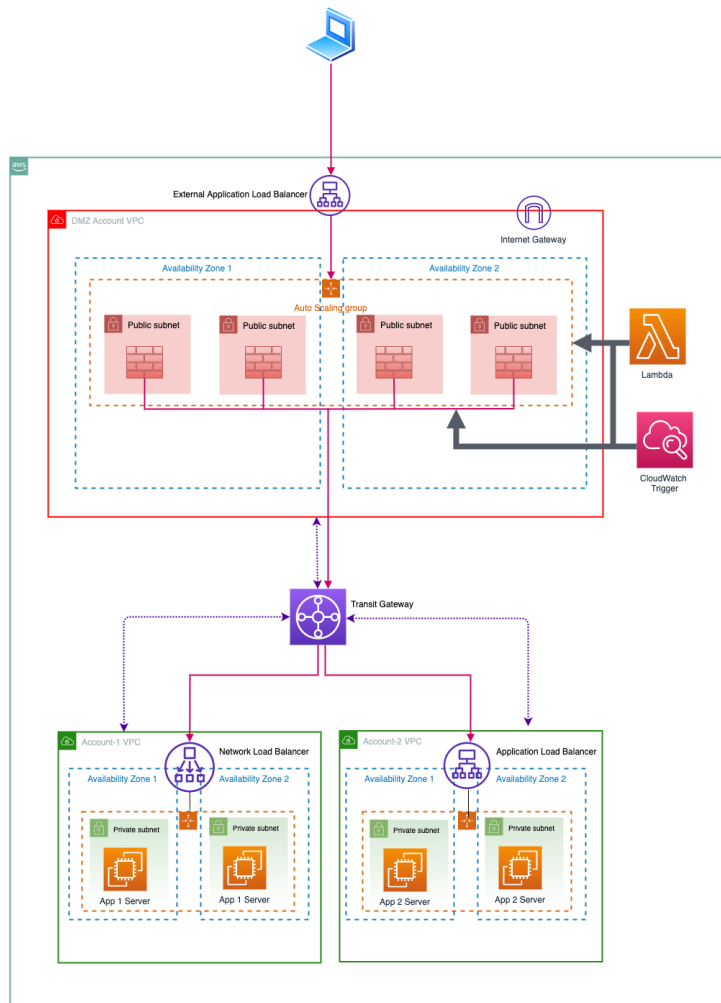 aws
External Application Load Balancer
DMZ Account VPC
Internet Gateway
Availability Zone 1
Availability Zone 2
Auto Scaling group
Public subnet
Public subnet
Public subnet
Public subnet
Lambda
CloudWatch
Trigger
Transit Gateway
Account-1 VPC
Network Load Balancer
Availability Zone 1
Availability Zone 2
Private subnet
Private subnet
App 1 Server
App 1 Server
Account-2 VPC
Application Load Balancer
Availability Zone 1
Availability Zone 2
Private subnet
Private subnet
App 2 Server
App 2 Server